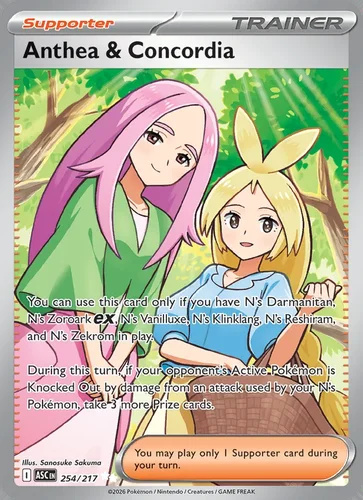 Supporter TRAINER
Anthea & Concordia
You can use this card only if you have N's Darmanitan,
N's Zoroark ex, N's Vanilluxe, N's Klinklang, N's Reshiram,
and N's Zekrom in play.
During this turn, if your opponent's Active Pokémon is
Knocked Out by damage from an attack used by your N's
Pokémon, take 3 more Prize cards.
Illus. Sanosuke Sakuma
I ASC EN 254/217
You may play only 1 Supporter card during
your turn.
©2026 Pokémon / Nintendo / Creatures / GAME FREAK